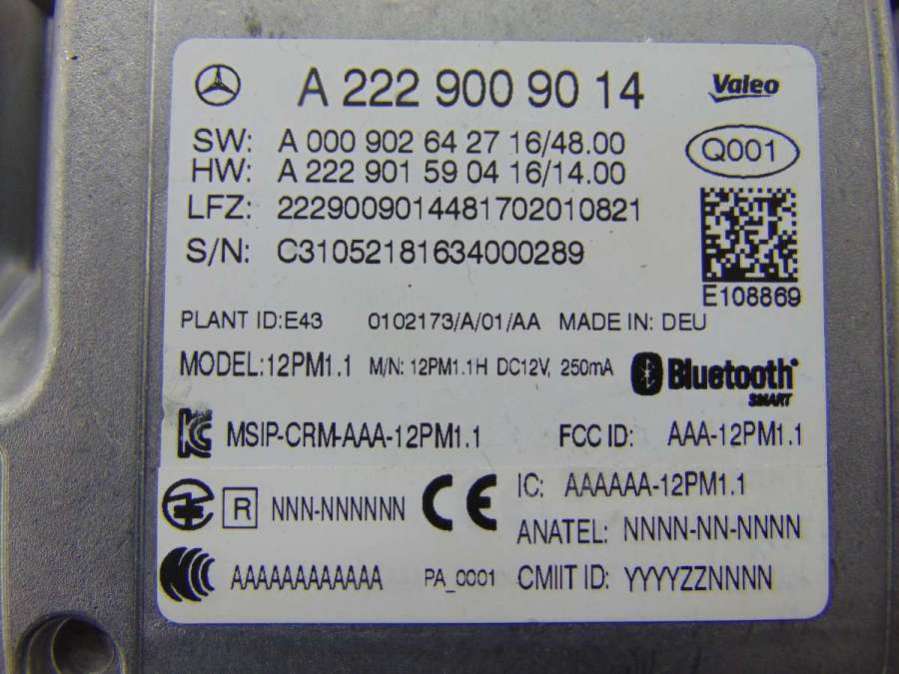 A 222 900 90 14
Valeo
SW: A 000 902 64 27 16/48.00
HW: A 222 901 59 04 16/14.00
Q001
LFZ: 2229009014481702010821
S/N: C31052181634000289
E108869
PLANT ID:E43 0102173/A/01/AA MADE IN: DEU
MODEL:12PM1.1 M/N: 12PM1.1H DC12V, 250mA Bluetooth
SMART
MSIP-CRM-AAA-12PM1.1 FCC ID: AAA-12PM1.1
R NNN-NNNNNN CE IC: AAAAAA-12PM1.1
ANATEL: NNNN-NN-NNNN
AAAAAAAAAAAA PA_0001 CMIIT ID: YYYYZZNNNN